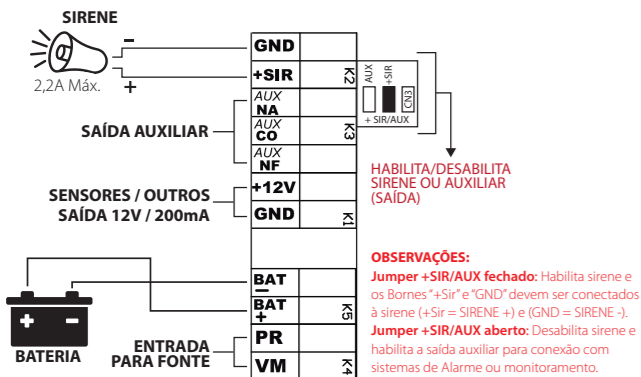 SIRENE
-
+
2,2A Máx.
GND
+SIR
AUX
NA
AUX
CO
AUX
NF
+12V
GND
BAT
–
BAT
+
PR
VM
K2
K3
K1
K5
K4
AUX
+SIR
CN3
+ SIR/AUX
SAÍDA AUXILIAR
SENSORES / OUTROS
SAÍDA 12V / 200mA
+ -
BATERIA
ENTRADA
PARA FONTE
HABILITA/DESABILITA
SIRENE OU AUXILIAR
(SAÍDA)
OBSERVAÇÕES:
Jumper +SIR/AUX fechado: Habilita sirene e
os Bornes “+Sir” e “GND” devem ser conectados
à sirene (+Sir = SIRENE +) e (GND = SIRENE -).
Jumper +SIR/AUX aberto: Desabilita sirene e
habilita a saída auxiliar para conexão com
sistemas de Alarme ou monitoramento.